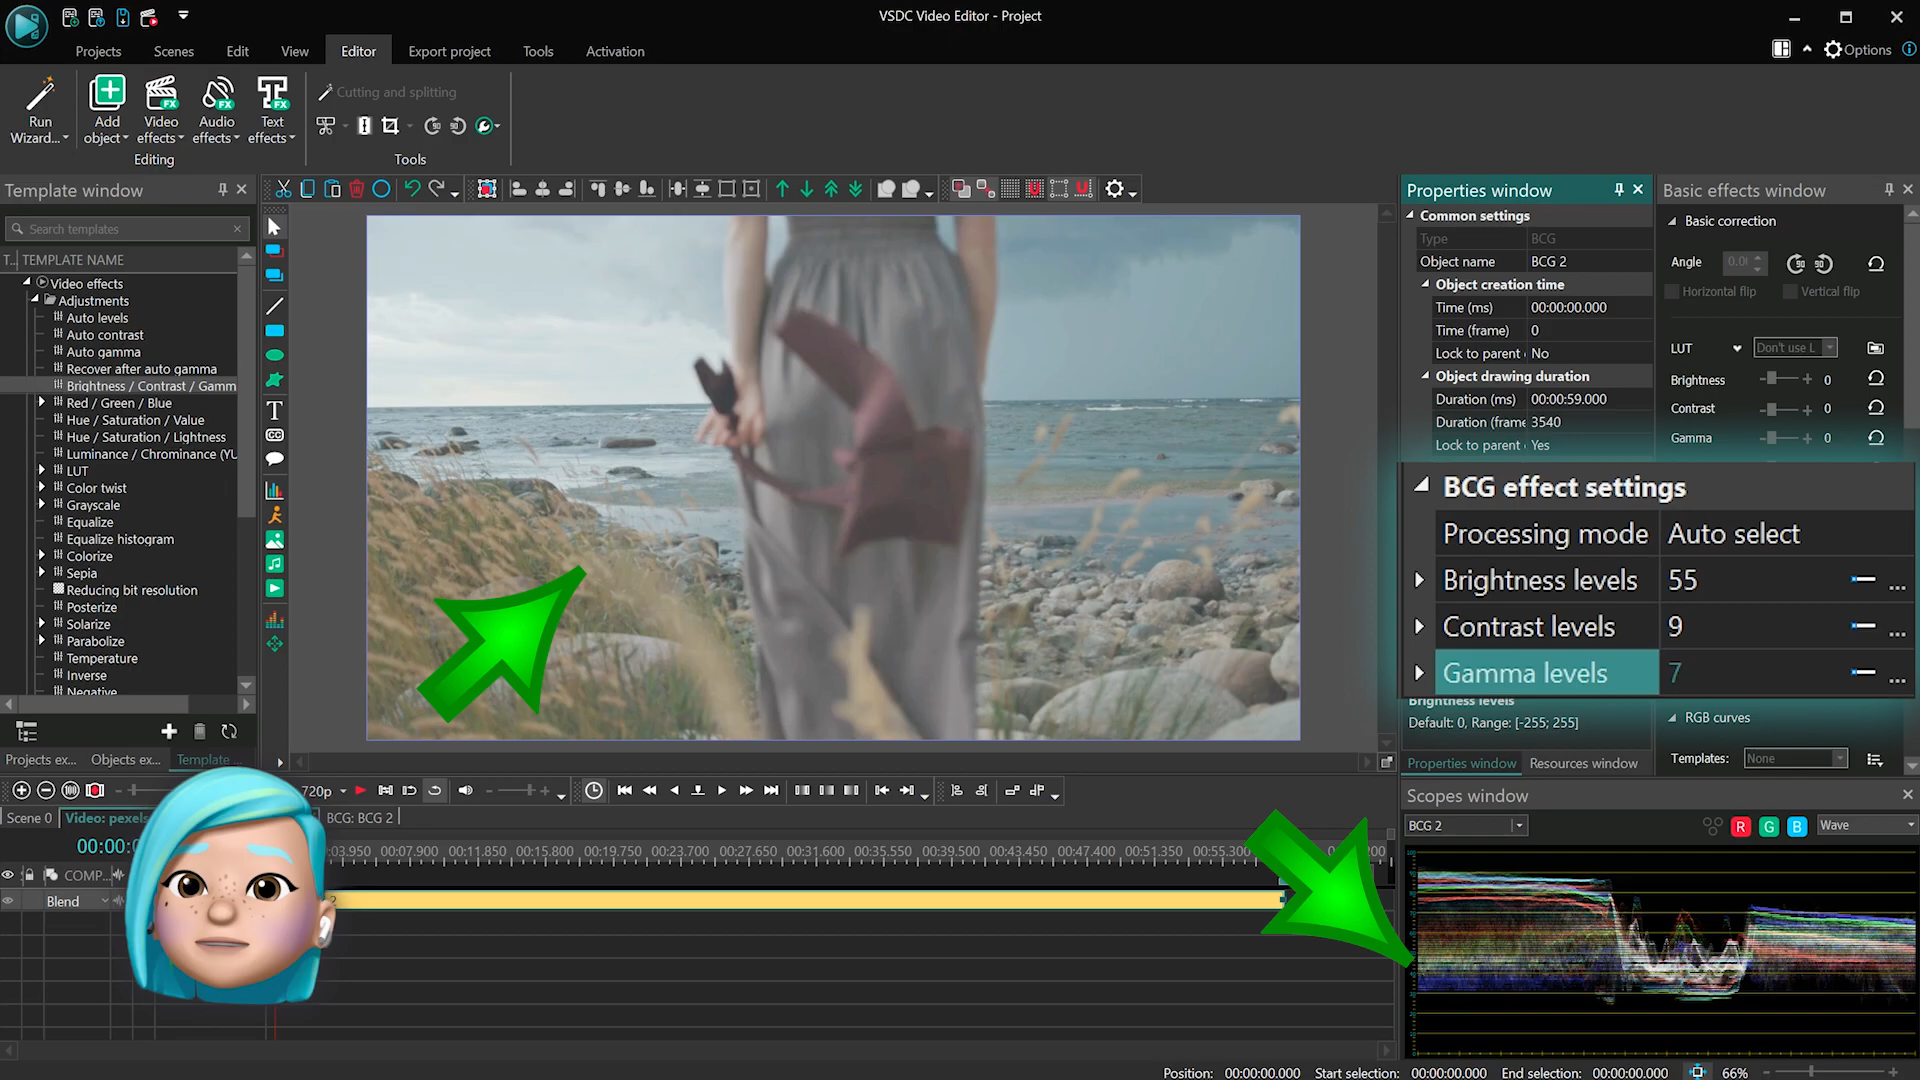 VSDC Video Editor - Project
Projects Scenes Edit View Editor Export project Tools Activation
Options
Run Wizard...
Add object
Video effects
Audio effects
Text effects
Editing
Cutting and splitting
Tools
Template window
Search templates
T... TEMPLATE NAME
Video effects
Adjustments
Auto levels
Auto contrast
Auto gamma
Recover after auto gamma
Brightness / Contrast / Gamm
Red / Green / Blue
Hue / Saturation / Value
Hue / Saturation / Lightness
Luminance / Chrominance (YU
LUT
Color twist
Grayscale
Equalize
Equalize histogram
Colorize
Sepia
Reducing bit resolution
Posterize
Solarize
Parabolize
Temperature
Inverse
Negative
Projects ex... Objects ex... Template ...
Properties window
Common settings
Type BCG
Object name BCG 2
Object creation time
Time (ms) 00:00:00.000
Time (frame) 0
Lock to parent No
Object drawing duration
Duration (ms) 00:00:59.000
Duration (frame 3540
Lock to parent Yes
BCG effect settings
Processing mode Auto select
Brightness levels 55 ...
Contrast levels 9 ...
Gamma levels 7 ...
Brightness levels
Default: 0, Range: [-255; 255]
Properties window Resources window
Basic effects window
Basic correction
Angle 0.0 90 90
Horizontal flip Vertical flip
LUT Don't use L
Brightness 0
Contrast 0
Gamma 0
RGB curves
Templates: None
720p
Scene 0 Video: pexels BCG: BCG 2
00:00:0
:03.950 00:07.900 00:11.850 00:15.800 00:19.750 00:23.700 00:27.650 00:31.600 00:35.550 00:39.500 00:43.450 00:47.400 00:51.350 00:55.300
COMP...
Blend
Scopes window
BCG 2 R G B Wave
Position: 00:00:00.000 Start selection: 00:00:00.000 End selection: 00:00:00.000 66%